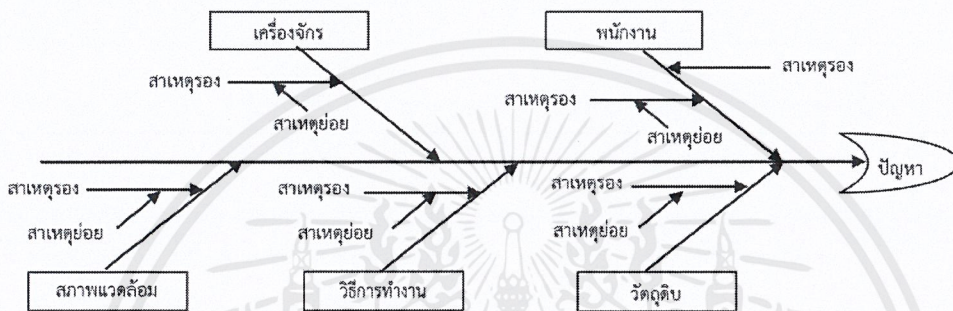 เครื่องจักร
พนักงาน
สาเหตุรอง
สาเหตุรอง
สาเหตุรอง
สาเหตุย่อย
สาเหตุย่อย
ปัญหา
สาเหตุรอง
สาเหตุรอง
สาเหตุรอง
สาเหตุย่อย
สาเหตุย่อย
สาเหตุย่อย
สภาพแวดล้อม
วิธีการทำงาน
วัตถุดิบ